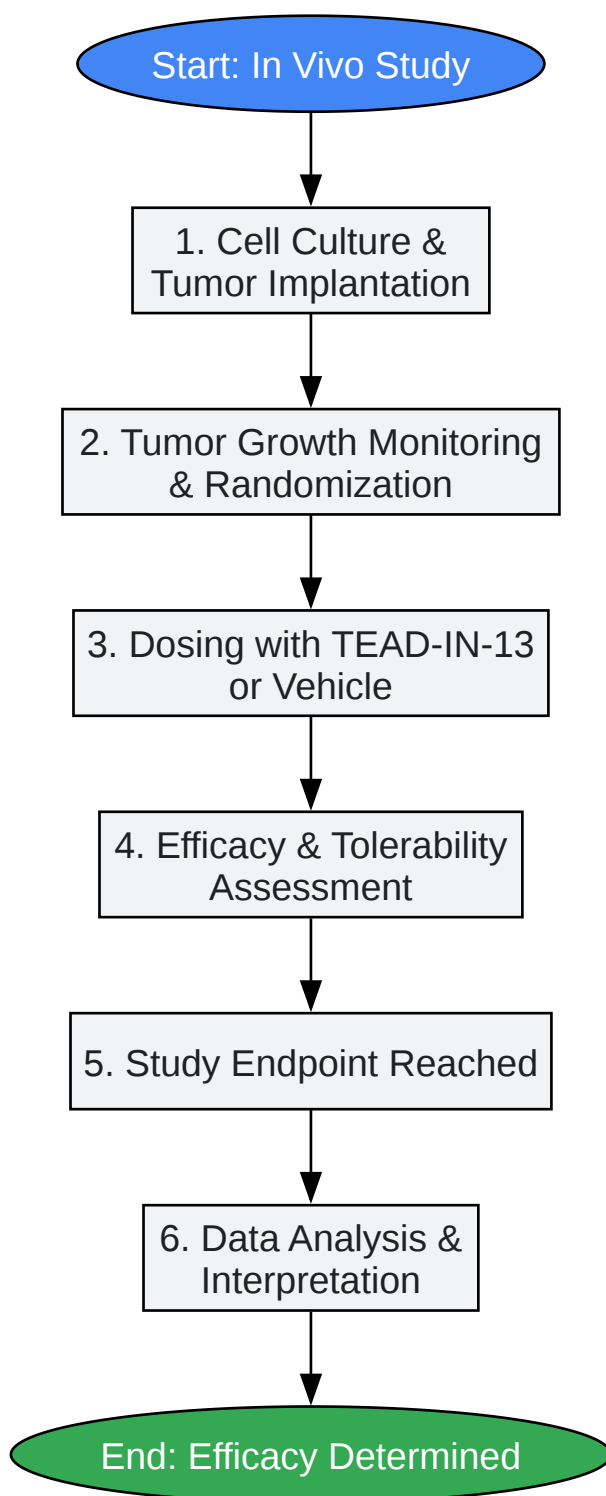 Start: In Vivo Study
1. Cell Culture &
Tumor Implantation
2. Tumor Growth Monitoring
& Randomization
3. Dosing with TEAD-IN-13
or Vehicle
4. Efficacy & Tolerability
Assessment
5. Study Endpoint Reached
6. Data Analysis &
Interpretation
End: Efficacy Determined